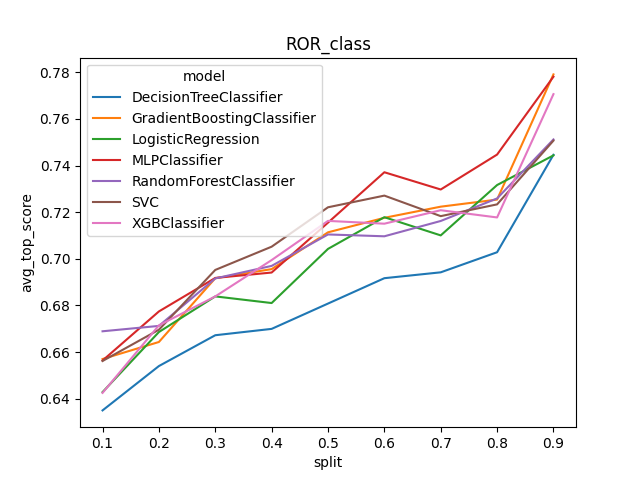 ROR_class
avg_top_score
0.78
0.76
0.74
0.72
0.70
0.68
0.66
0.64
model
DecisionTreeClassifier
GradientBoostingClassifier
LogisticRegression
MLPClassifier
RandomForestClassifier
SVC
XGBClassifier
0.1 0.2 0.3 0.4 0.5 0.6 0.7 0.8 0.9
split